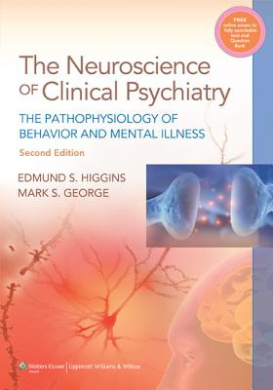 FREE
online access to
fully searchable
text and
Question
Bank
The Neuroscience
OF Clinical Psychiatry
THE PATHOPHYSIOLOGY OF
BEHAVIOR AND MENTAL ILLNESS
Second Edition
EDMUND S. HIGGINS
MARK S. GEORGE
Wolters Kluwer | Lippincott Williams & Wilkins